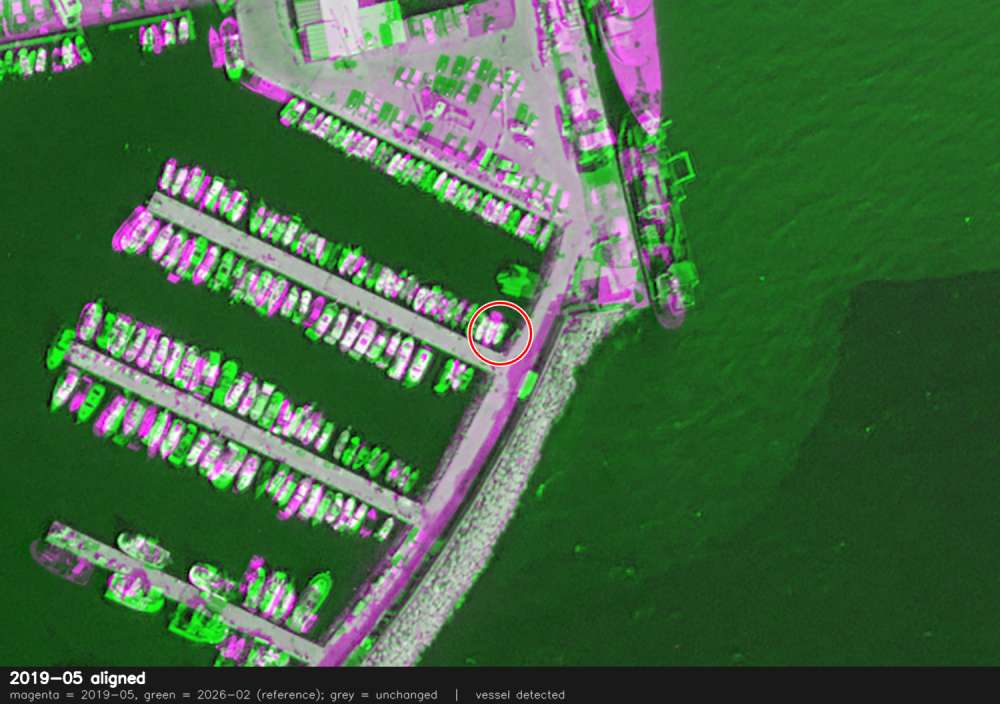 2019-05 aligned
magenta = 2019-05, green = 2026-02 (reference); grey = unchanged | vessel detected